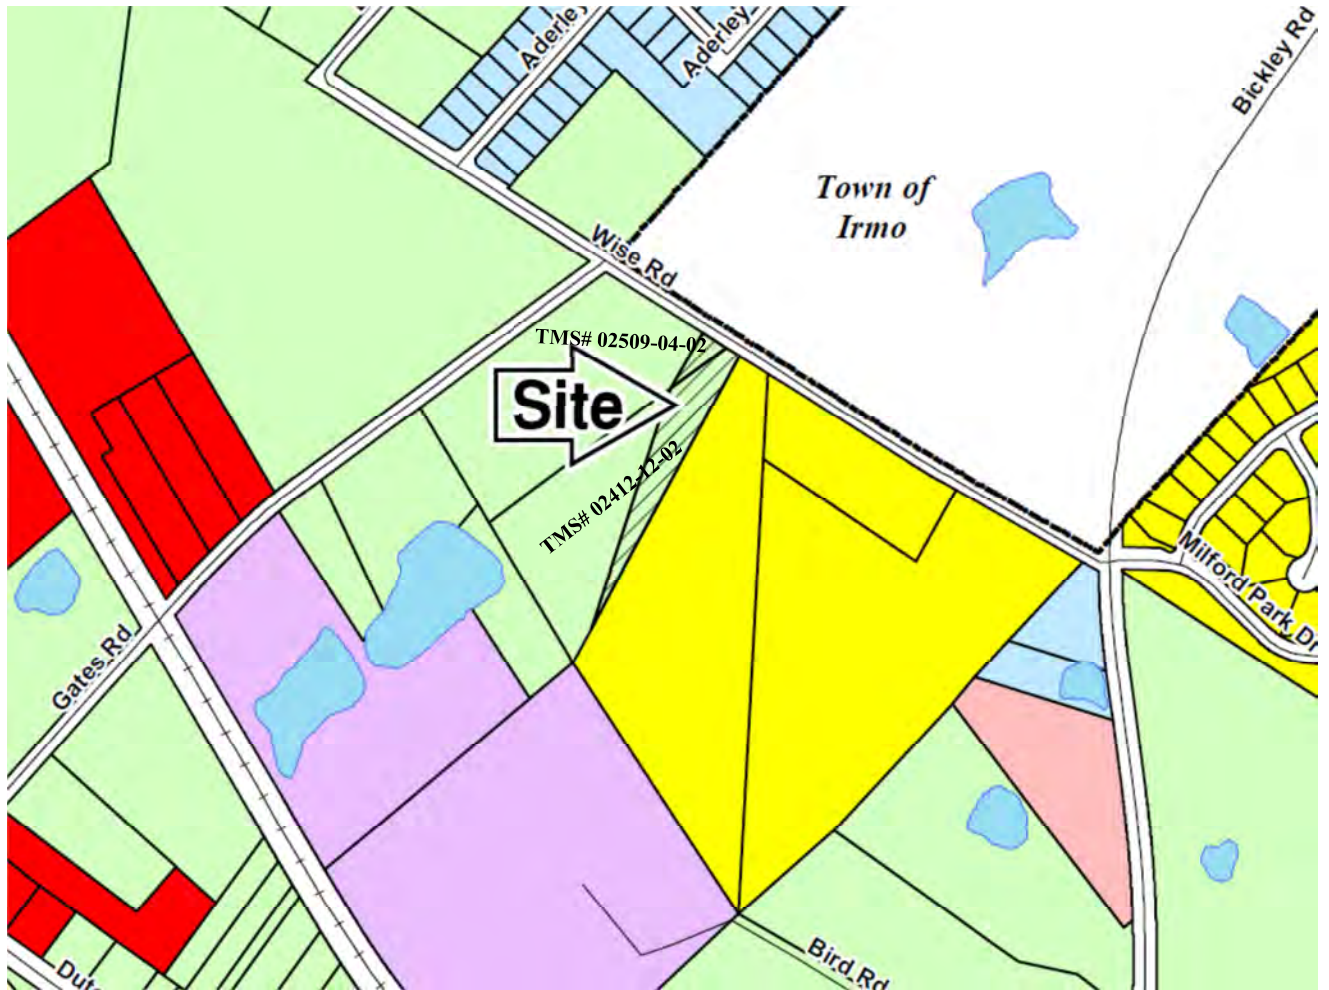 Aderley
Aderley
Bickley Rd
Town of
Irmo
Wise Rd
TMS# 02509-04-02
Site
TMS# 02412-12-02
Milford Park Dr
Gates Rd
Bird Rd